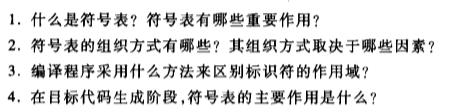 1. 什么是符号表？符号表有哪些重要作用？
2. 符号表的组织方式有哪些？其组织方式取决于哪些因素？
3. 编译程序采用什么方法来区别标识符的作用域？
4. 在目标代码生成阶段,符号表的主要作用是什么？